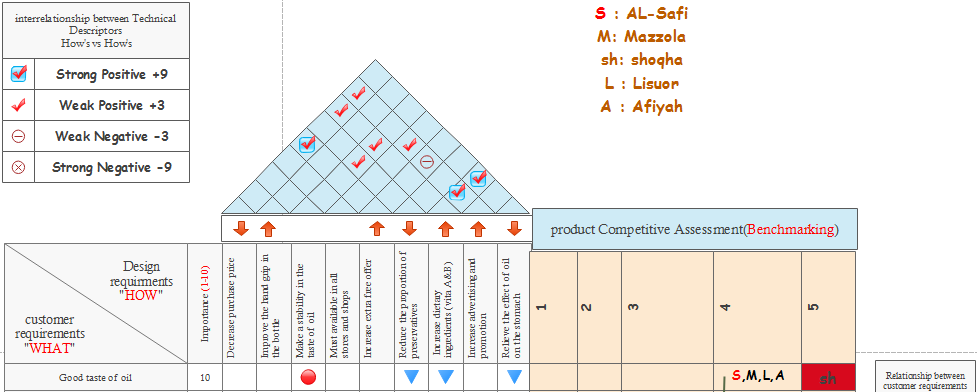 interrelationship between Technical
Descriptors
How's vs How's
Strong Positive +9
Weak Positive +3
Weak Negative -3
Strong Negative -9
S : AL-Safi
M: Mazzola
sh: shoqha
L : Lisuor
A : Afiyah
product Competitive Assessment(Benchmarking)
Design
requirments
"HOW"
customer
requirements
"WHAT"
Importance (1-10)
Decrease purchase price
Improve the hand grip in
the bottle
Make a stability in the
taste of oil
Must available in all
stores and shops
Increase extra free offer
Reduce the proportion of
preservatives
Increase dietary
ingredients (vita A&B)
Increase advertising and
promotion
Relieve the effect of oil
on the stomach
1
2
3
4
5
Good taste of oil
10
S,M,L,A
sh
Relationship between
customer requirements